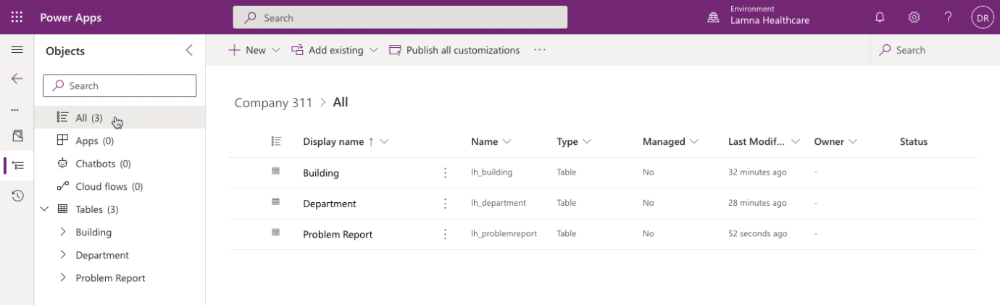 Power Apps
Search
Environment
Lamna Healthcare
?
DR
Objects
New
Add existing
Publish all customizations
···
Search
Search
All (3)
Apps (0)
Chatbots (0)
Cloud flows (0)
Tables (3)
Building
Department
Problem Report
Company 311 > All
Display name ↑ Name Type Managed Last Modif... Owner Status
Building lh_building Table No 32 minutes ago -
Department lh_department Table No 28 minutes ago -
Problem Report lh_problemreport Table No 52 seconds ago -